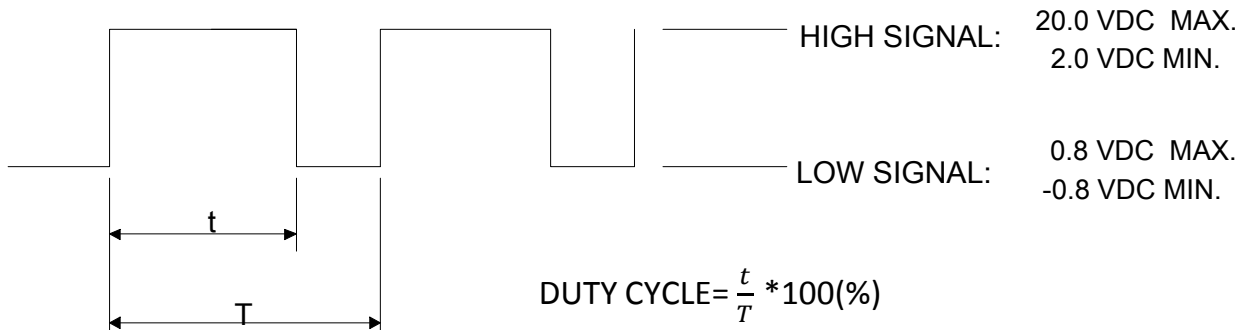 20.0 VDC MAX.
HIGH SIGNAL:
2.0 VDC MIN.
0.8 VDC MAX.
LOW SIGNAL:
-0.8 VDC MIN.
t
DUTY CYCLE= t/T *100(%)
T